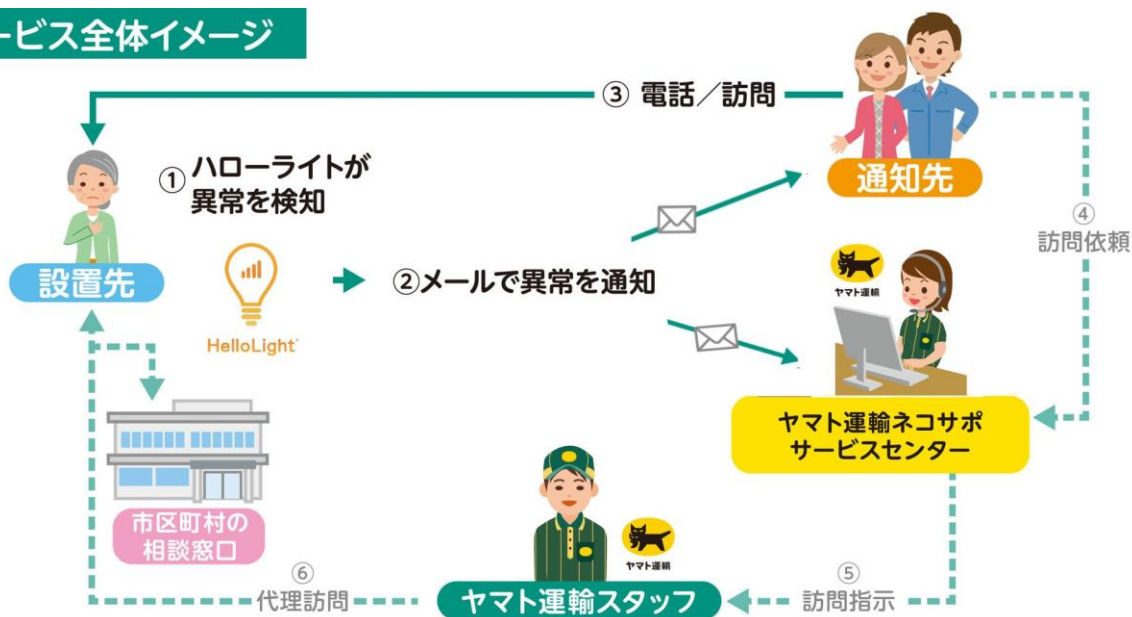 ービス全体イメージ
③ 電話／訪問
① ハローライトが
異常を検知
通知先
④
訪問依頼
設置先
HelloLight
②メールで異常を通知
ヤマト運輸
ヤマト運輸ネコサポ
サービスセンター
市区町村の
相談窓口
ヤマト運輸
⑥
代理訪問
ヤマト運輸スタッフ
⑤
訪問指示